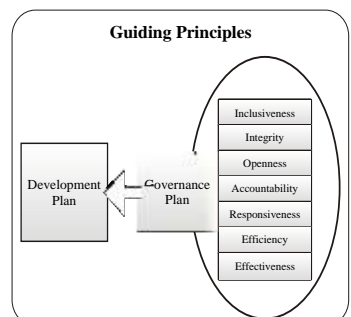 Guiding Principles
Inclusiveness
Integrity
Openness
Accountability
Responsiveness
Efficiency
Effectiveness
Development
Plan
Governance
Plan